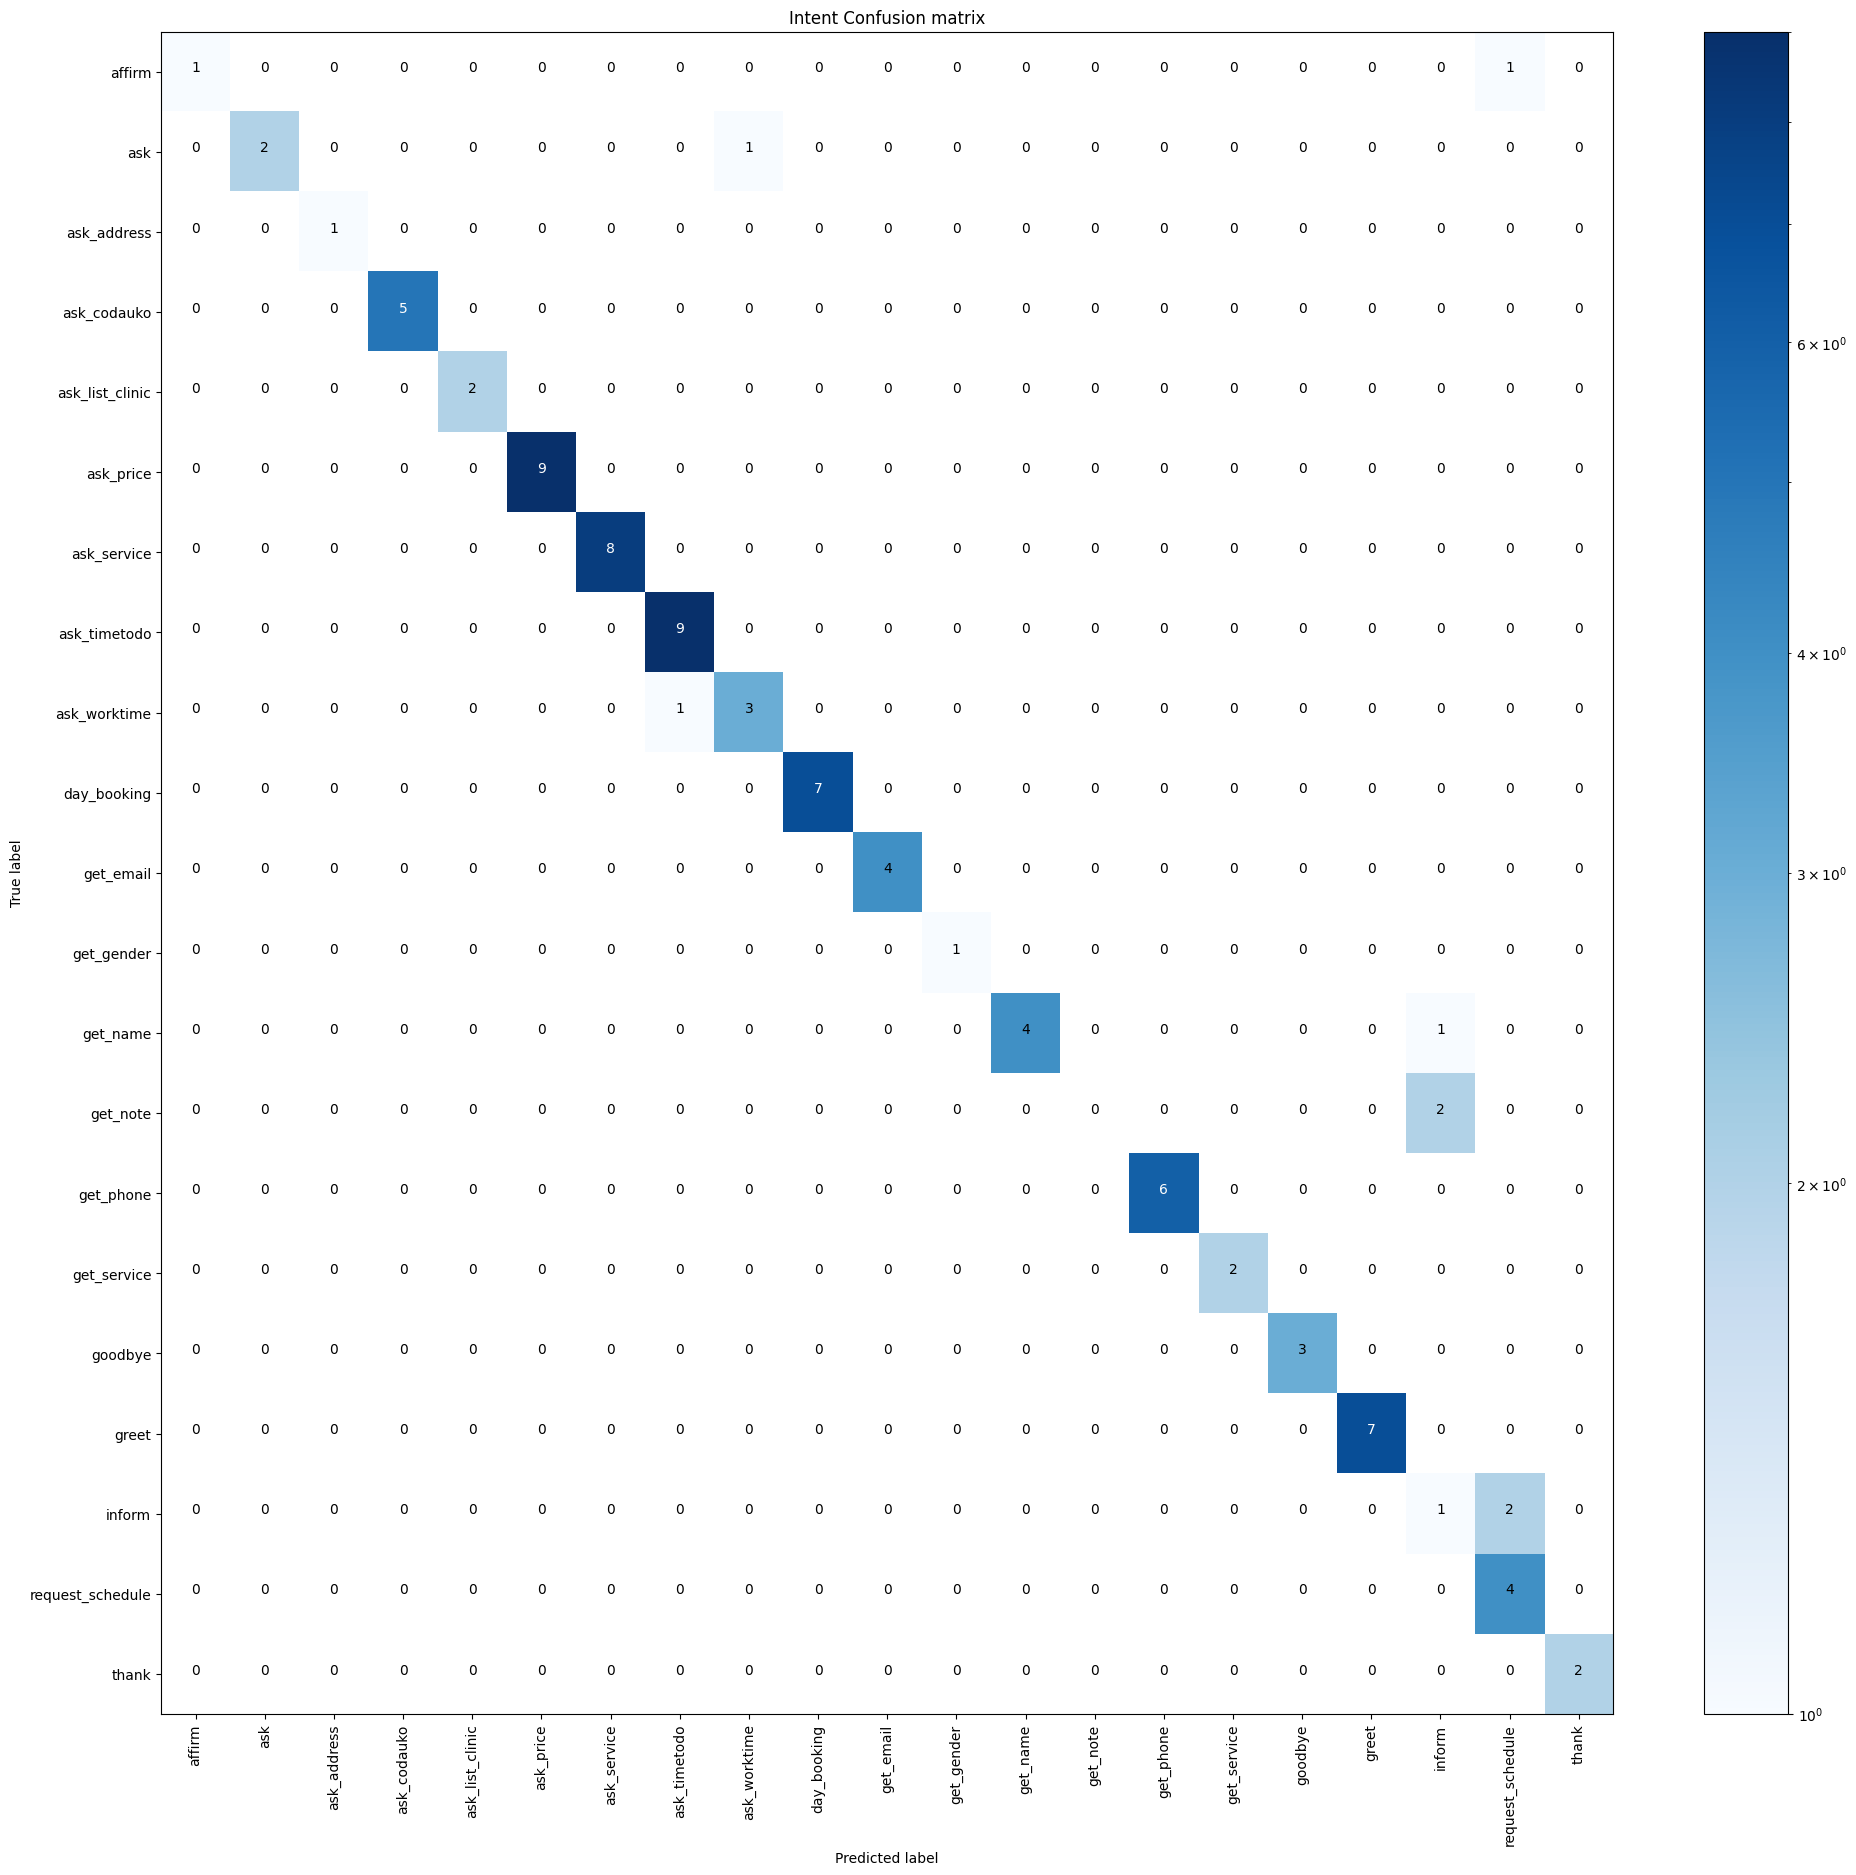 Intent Confusion matrix
affirm 1 0 0 0 0 0 0 0 0 0 0 0 0 0 0 0 0 0 0 1 0
ask 0 2 0 0 0 0 0 0 1 0 0 0 0 0 0 0 0 0 0 0 0
ask_address 0 0 1 0 0 0 0 0 0 0 0 0 0 0 0 0 0 0 0 0 0
ask_codauko 0 0 0 5 0 0 0 0 0 0 0 0 0 0 0 0 0 0 0 0 0
6 × 10⁰
ask_list_clinic 0 0 0 0 2 0 0 0 0 0 0 0 0 0 0 0 0 0 0 0 0
ask_price 0 0 0 0 0 9 0 0 0 0 0 0 0 0 0 0 0 0 0 0 0
ask_service 0 0 0 0 0 0 8 0 0 0 0 0 0 0 0 0 0 0 0 0 0
ask_timetodo 0 0 0 0 0 0 0 9 0 0 0 0 0 0 0 0 0 0 0 0 0
4 × 10⁰
ask_worktime 0 0 0 0 0 0 0 1 3 0 0 0 0 0 0 0 0 0 0 0 0
day_booking 0 0 0 0 0 0 0 0 0 7 0 0 0 0 0 0 0 0 0 0 0
True label
get_email 0 0 0 0 0 0 0 0 0 0 4 0 0 0 0 0 0 0 0 0 0
3 × 10⁰
get_gender 0 0 0 0 0 0 0 0 0 0 0 1 0 0 0 0 0 0 0 0 0
get_name 0 0 0 0 0 0 0 0 0 0 0 0 4 0 0 0 0 0 1 0 0
get_note 0 0 0 0 0 0 0 0 0 0 0 0 0 0 0 0 0 0 2 0 0
get_phone 0 0 0 0 0 0 0 0 0 0 0 0 0 0 6 0 0 0 0 0 0
2 × 10⁰
get_service 0 0 0 0 0 0 0 0 0 0 0 0 0 0 0 2 0 0 0 0 0
goodbye 0 0 0 0 0 0 0 0 0 0 0 0 0 0 0 0 3 0 0 0 0
greet 0 0 0 0 0 0 0 0 0 0 0 0 0 0 0 0 0 7 0 0 0
inform 0 0 0 0 0 0 0 0 0 0 0 0 0 0 0 0 0 0 1 2 0
request_schedule 0 0 0 0 0 0 0 0 0 0 0 0 0 0 0 0 0 0 0 4 0
thank 0 0 0 0 0 0 0 0 0 0 0 0 0 0 0 0 0 0 0 0 2
10⁰
affirm
ask
ask_address
ask_codauko
ask_list_clinic
ask_price
ask_service
ask_timetodo
ask_worktime
day_booking
get_email
get_gender
get_name
get_note
get_phone
get_service
goodbye
greet
inform
request_schedule
thank
Predicted label